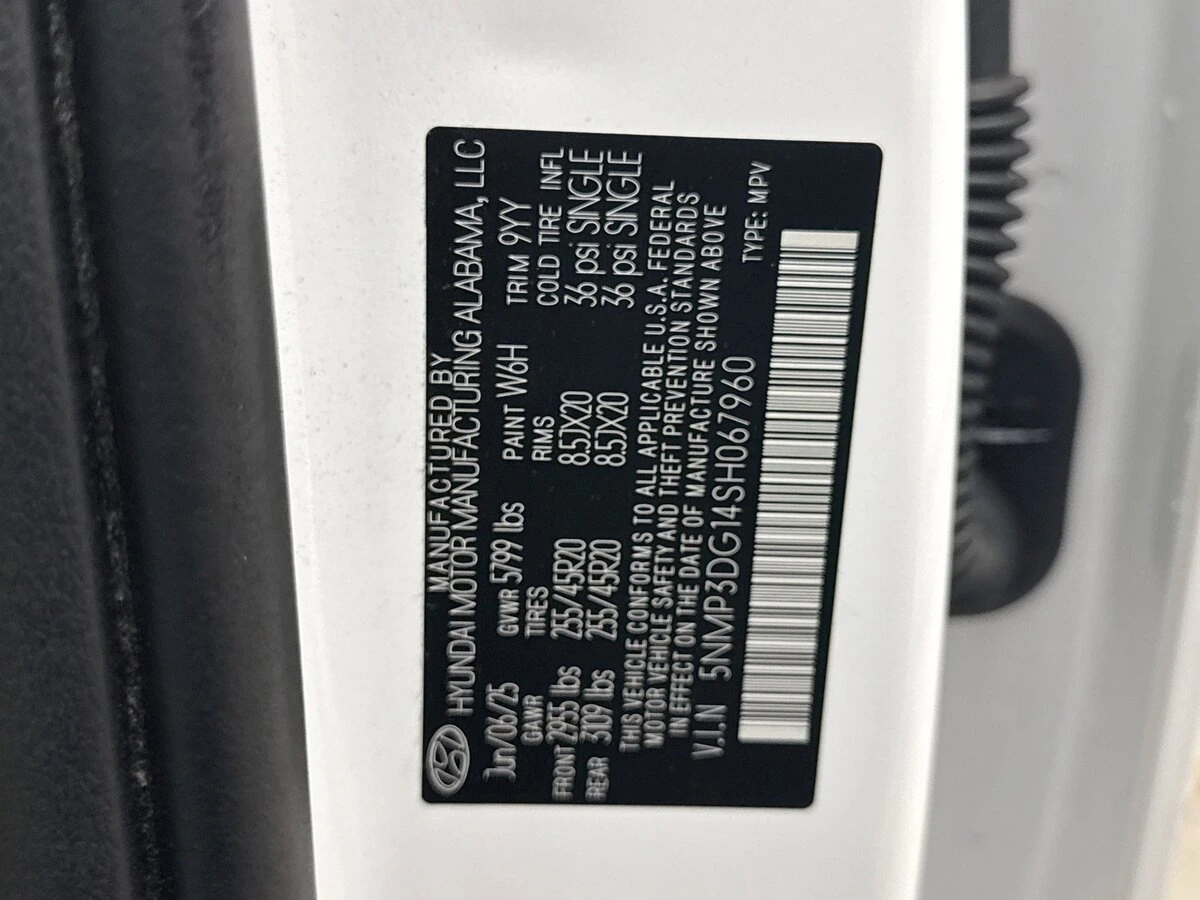 MANUFACTURED BY
HYUNDAI MOTOR MANUFACTURING ALABAMA, LLC
Jun/06/25 GVWR 5799 lbs PAINT W6H TRIM 9YY
GAWR TIRES RIMS COLD TIRE INFL
FRONT 2955 lbs 255/45R20 8.5JX20 36 psi SINGLE
REAR 3109 lbs 255/45R20 8.5JX20 36 psi SINGLE
THIS VEHICLE CONFORMS TO ALL APPLICABLE U.S.A. FEDERAL
MOTOR VEHICLE SAFETY AND THEFT PREVENTION STANDARDS
IN EFFECT ON THE DATE OF MANUFACTURE SHOWN ABOVE
V.I.N 5NMP3DG14SH067960 TYPE: MPV